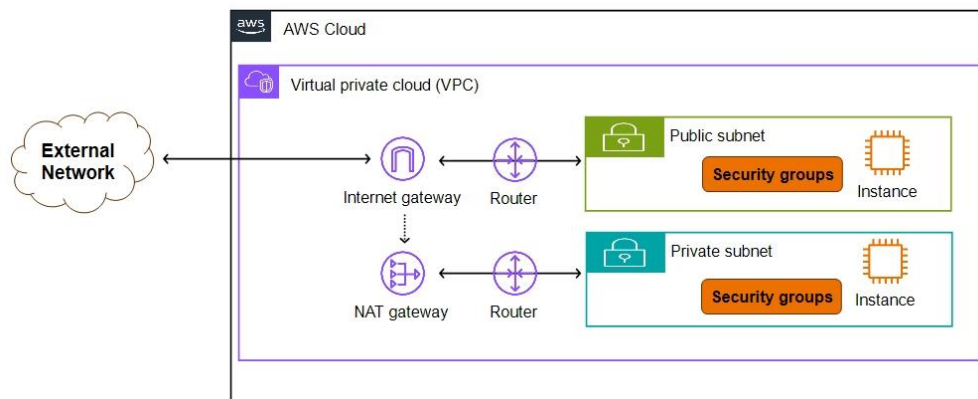 aws
AWS Cloud
Virtual private cloud (VPC)
External
Network
Internet gateway
Router
Public subnet
Security groups
Instance
NAT gateway
Router
Private subnet
Security groups
Instance